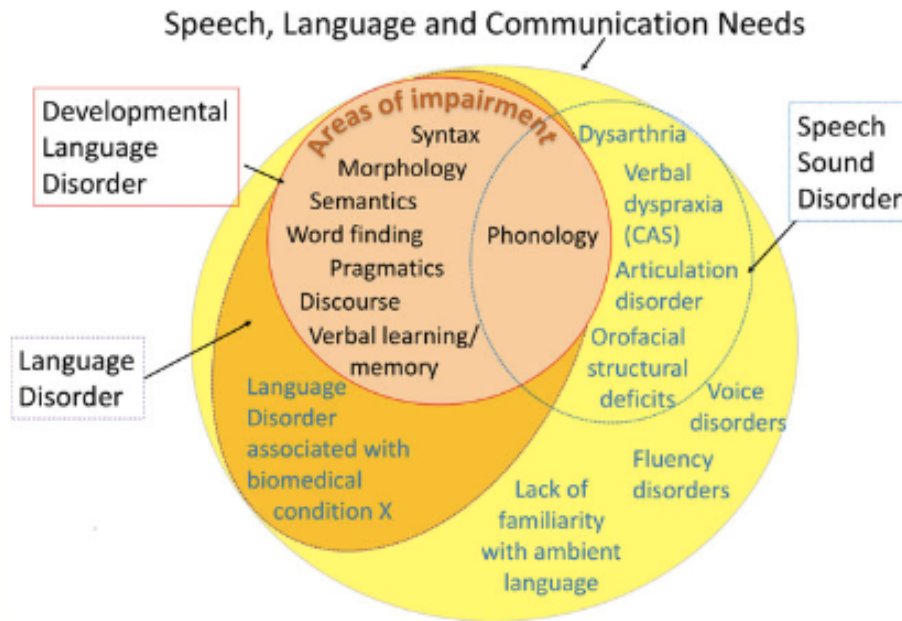 Speech, Language and Communication Needs
Developmental
Language
Disorder
Areas of impairment
Syntax
Morphology
Semantics
Word finding
Pragmatics
Discourse
Verbal learning/
memory
Phonology
Dysarthria
Verbal
dyspraxia
(CAS)
Articulation
disorder
Orofacial
structural
deficits
Speech
Sound
Disorder
Language
Disorder
Language
Disorder
associated with
biomedical
condition X
Voice
disorders
Fluency
disorders
Lack of
familiarity
with ambient
language